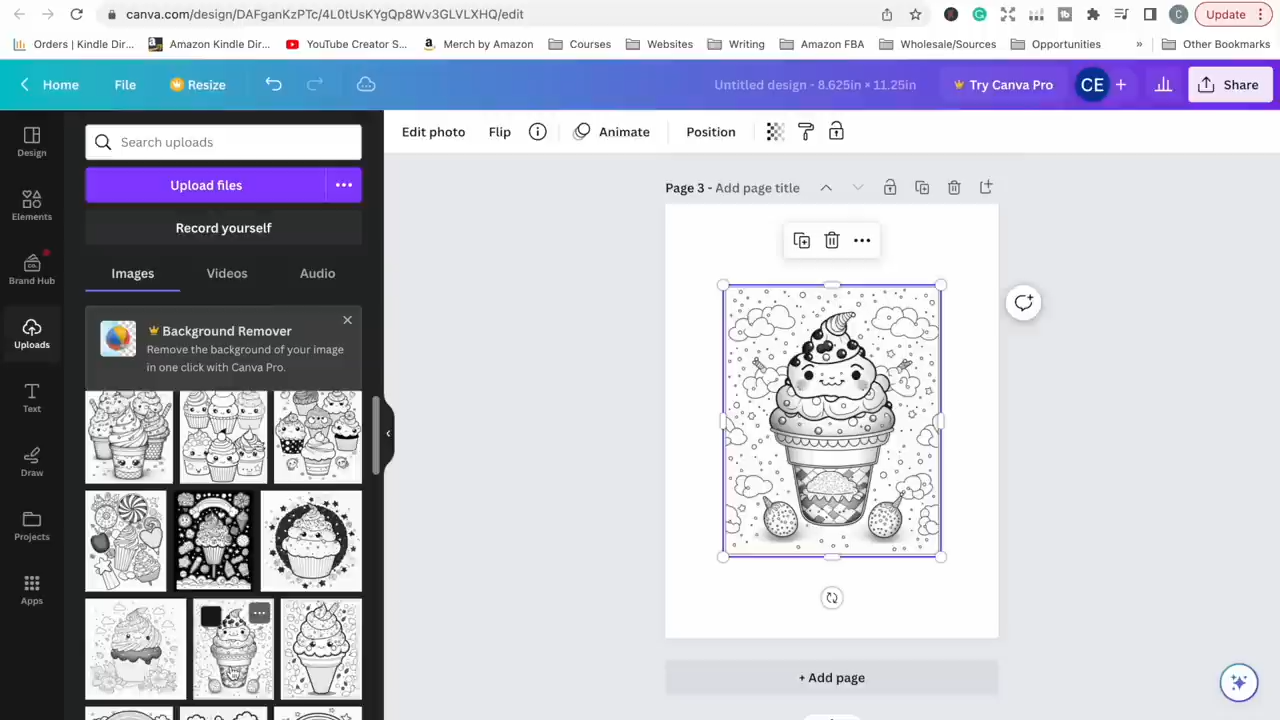 canva.com/design/DAFganKzPTc/4L0tUsKYgQp8Wv3GLVLXHQ/edit
C
Update
Orders | Kindle Dir...
Amazon Kindle Dir...
YouTube Creator S...
Merch by Amazon
Courses
Websites
Writing
Amazon FBA
Wholesale/Sources
Opportunities
»
Other Bookmarks
Home
File
Resize
Untitled design - 8.625in × 11.25in
Try Canva Pro
CE
+
Share
Design
Elements
Brand Hub
Uploads
Text
Draw
Projects
Apps
Search uploads
Upload files
Record yourself
Images
Videos
Audio
Background Remover
Remove the background of your image
in one click with Canva Pro.
Edit photo
Flip
Animate
Position
Page 3 - Add page title
+ Add page